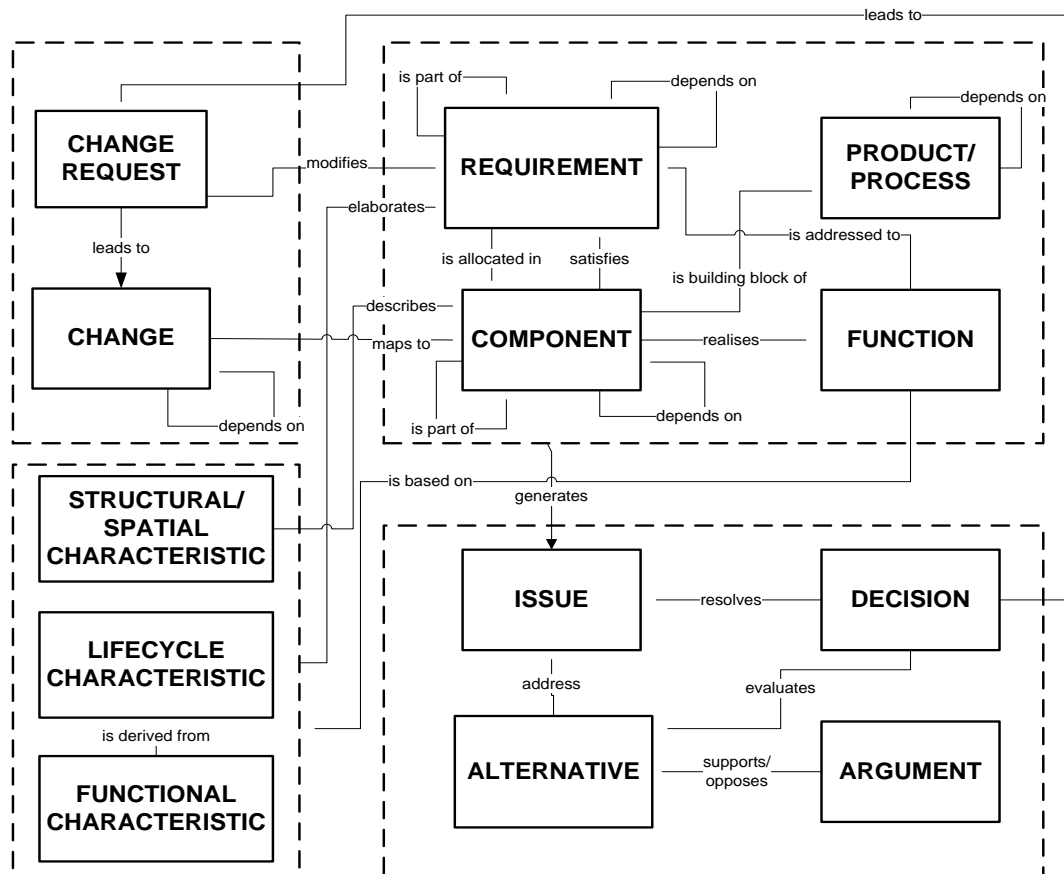 leads to
is part of
depends on
depends on
CHANGE
REQUEST
REQUIREMENT
PRODUCT/
PROCESS
modifies
elaborates
leads to
is allocated in
satisfies
is addressed to
is building block of
describes
CHANGE
maps to
COMPONENT
realises
FUNCTION
depends on
is part of
depends on
STRUCTURAL/
SPATIAL
CHARACTERISTIC
is based on
generates
ISSUE
resolves
DECISION
LIFECYCLE
CHARACTERISTIC
address
evaluates
is derived from
FUNCTIONAL
CHARACTERISTIC
ALTERNATIVE
supports/
opposes
ARGUMENT